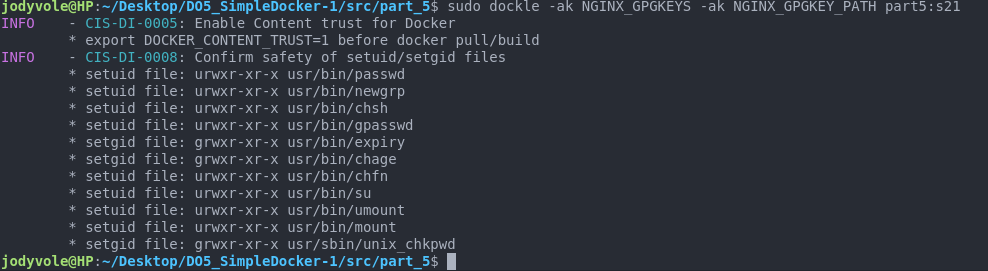 jodyvole@HP:~/Desktop/DO5_SimpleDocker-1/src/part_5$ sudo dockle -ak NGINX_GPGKEYS -ak NGINX_GPGKEY_PATH part5:s21
INFO    - CIS-DI-0005: Enable Content trust for Docker
        * export DOCKER_CONTENT_TRUST=1 before docker pull/build
INFO    - CIS-DI-0008: Confirm safety of setuid/setgid files
        * setuid file: urwxr-xr-x usr/bin/passwd
        * setuid file: urwxr-xr-x usr/bin/newgrp
        * setuid file: urwxr-xr-x usr/bin/chsh
        * setuid file: urwxr-xr-x usr/bin/gpasswd
        * setgid file: grwxr-xr-x usr/bin/expiry
        * setgid file: grwxr-xr-x usr/bin/chage
        * setuid file: urwxr-xr-x usr/bin/chfn
        * setuid file: urwxr-xr-x usr/bin/su
        * setuid file: urwxr-xr-x usr/bin/umount
        * setuid file: urwxr-xr-x usr/bin/mount
        * setgid file: grwxr-xr-x usr/sbin/unix_chkpwd
jodyvole@HP:~/Desktop/DO5_SimpleDocker-1/src/part_5$